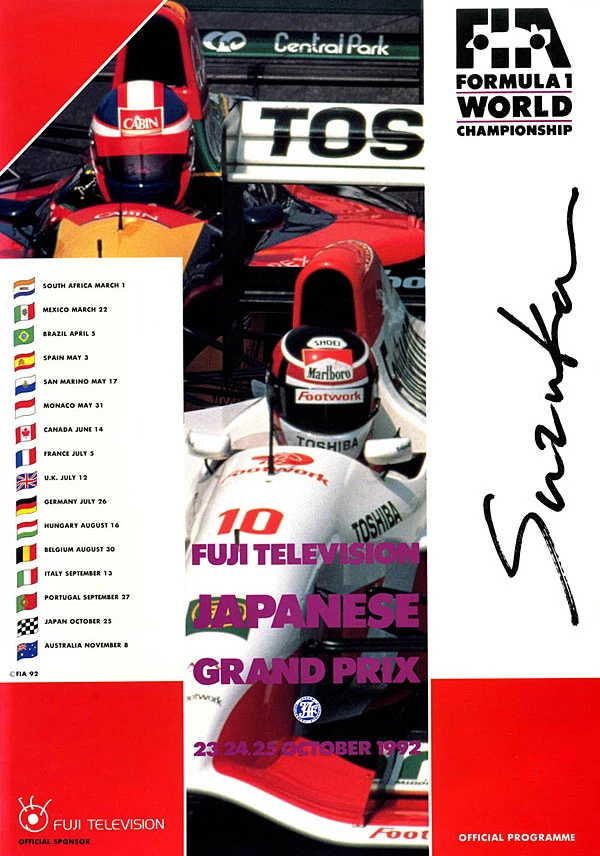 Central Park
CABIN
TOS
CABIN
FIA
FORMULA 1
WORLD
CHAMPIONSHIP
Suzuka
SOUTH AFRICA MARCH 1
MEXICO MARCH 22
BRAZIL APRIL 5
SPAIN MAY 3
SAN MARINO MAY 17
MONACO MAY 31
CANADA JUNE 14
FRANCE JULY 5
U.K. JULY 12
GERMANY JULY 26
HUNGARY AUGUST 16
BELGIUM AUGUST 30
ITALY SEPTEMBER 13
PORTUGAL SEPTEMBER 27
JAPAN OCTOBER 25
AUSTRALIA NOVEMBER 8
©FIA 92
SHOEI
Marlboro
Footwork
TOSHIBA
Footwork
10
TOSHIBA
FUJI TELEVISION
JAPANESE
GRAND PRIX
footwork
23.24.25 OCTOBER 1992
Footwork
FUJI TELEVISION
OFFICIAL SPONSOR
OFFICIAL PROGRAMME